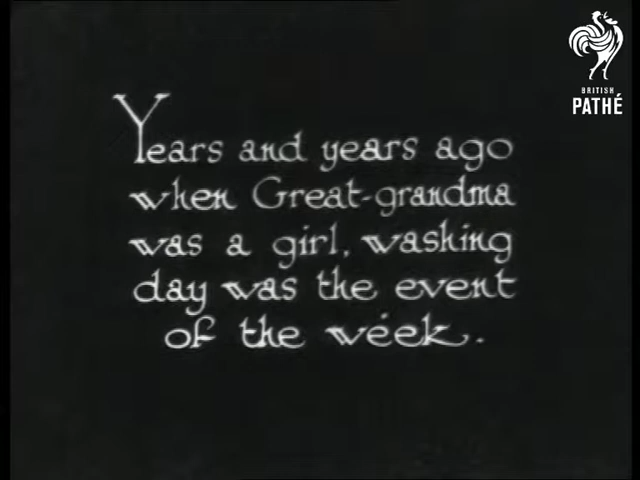 BRITISH
PATHÉ
Years and years ago
when Great-grandma
was a girl, washing
day was the event
of the week.